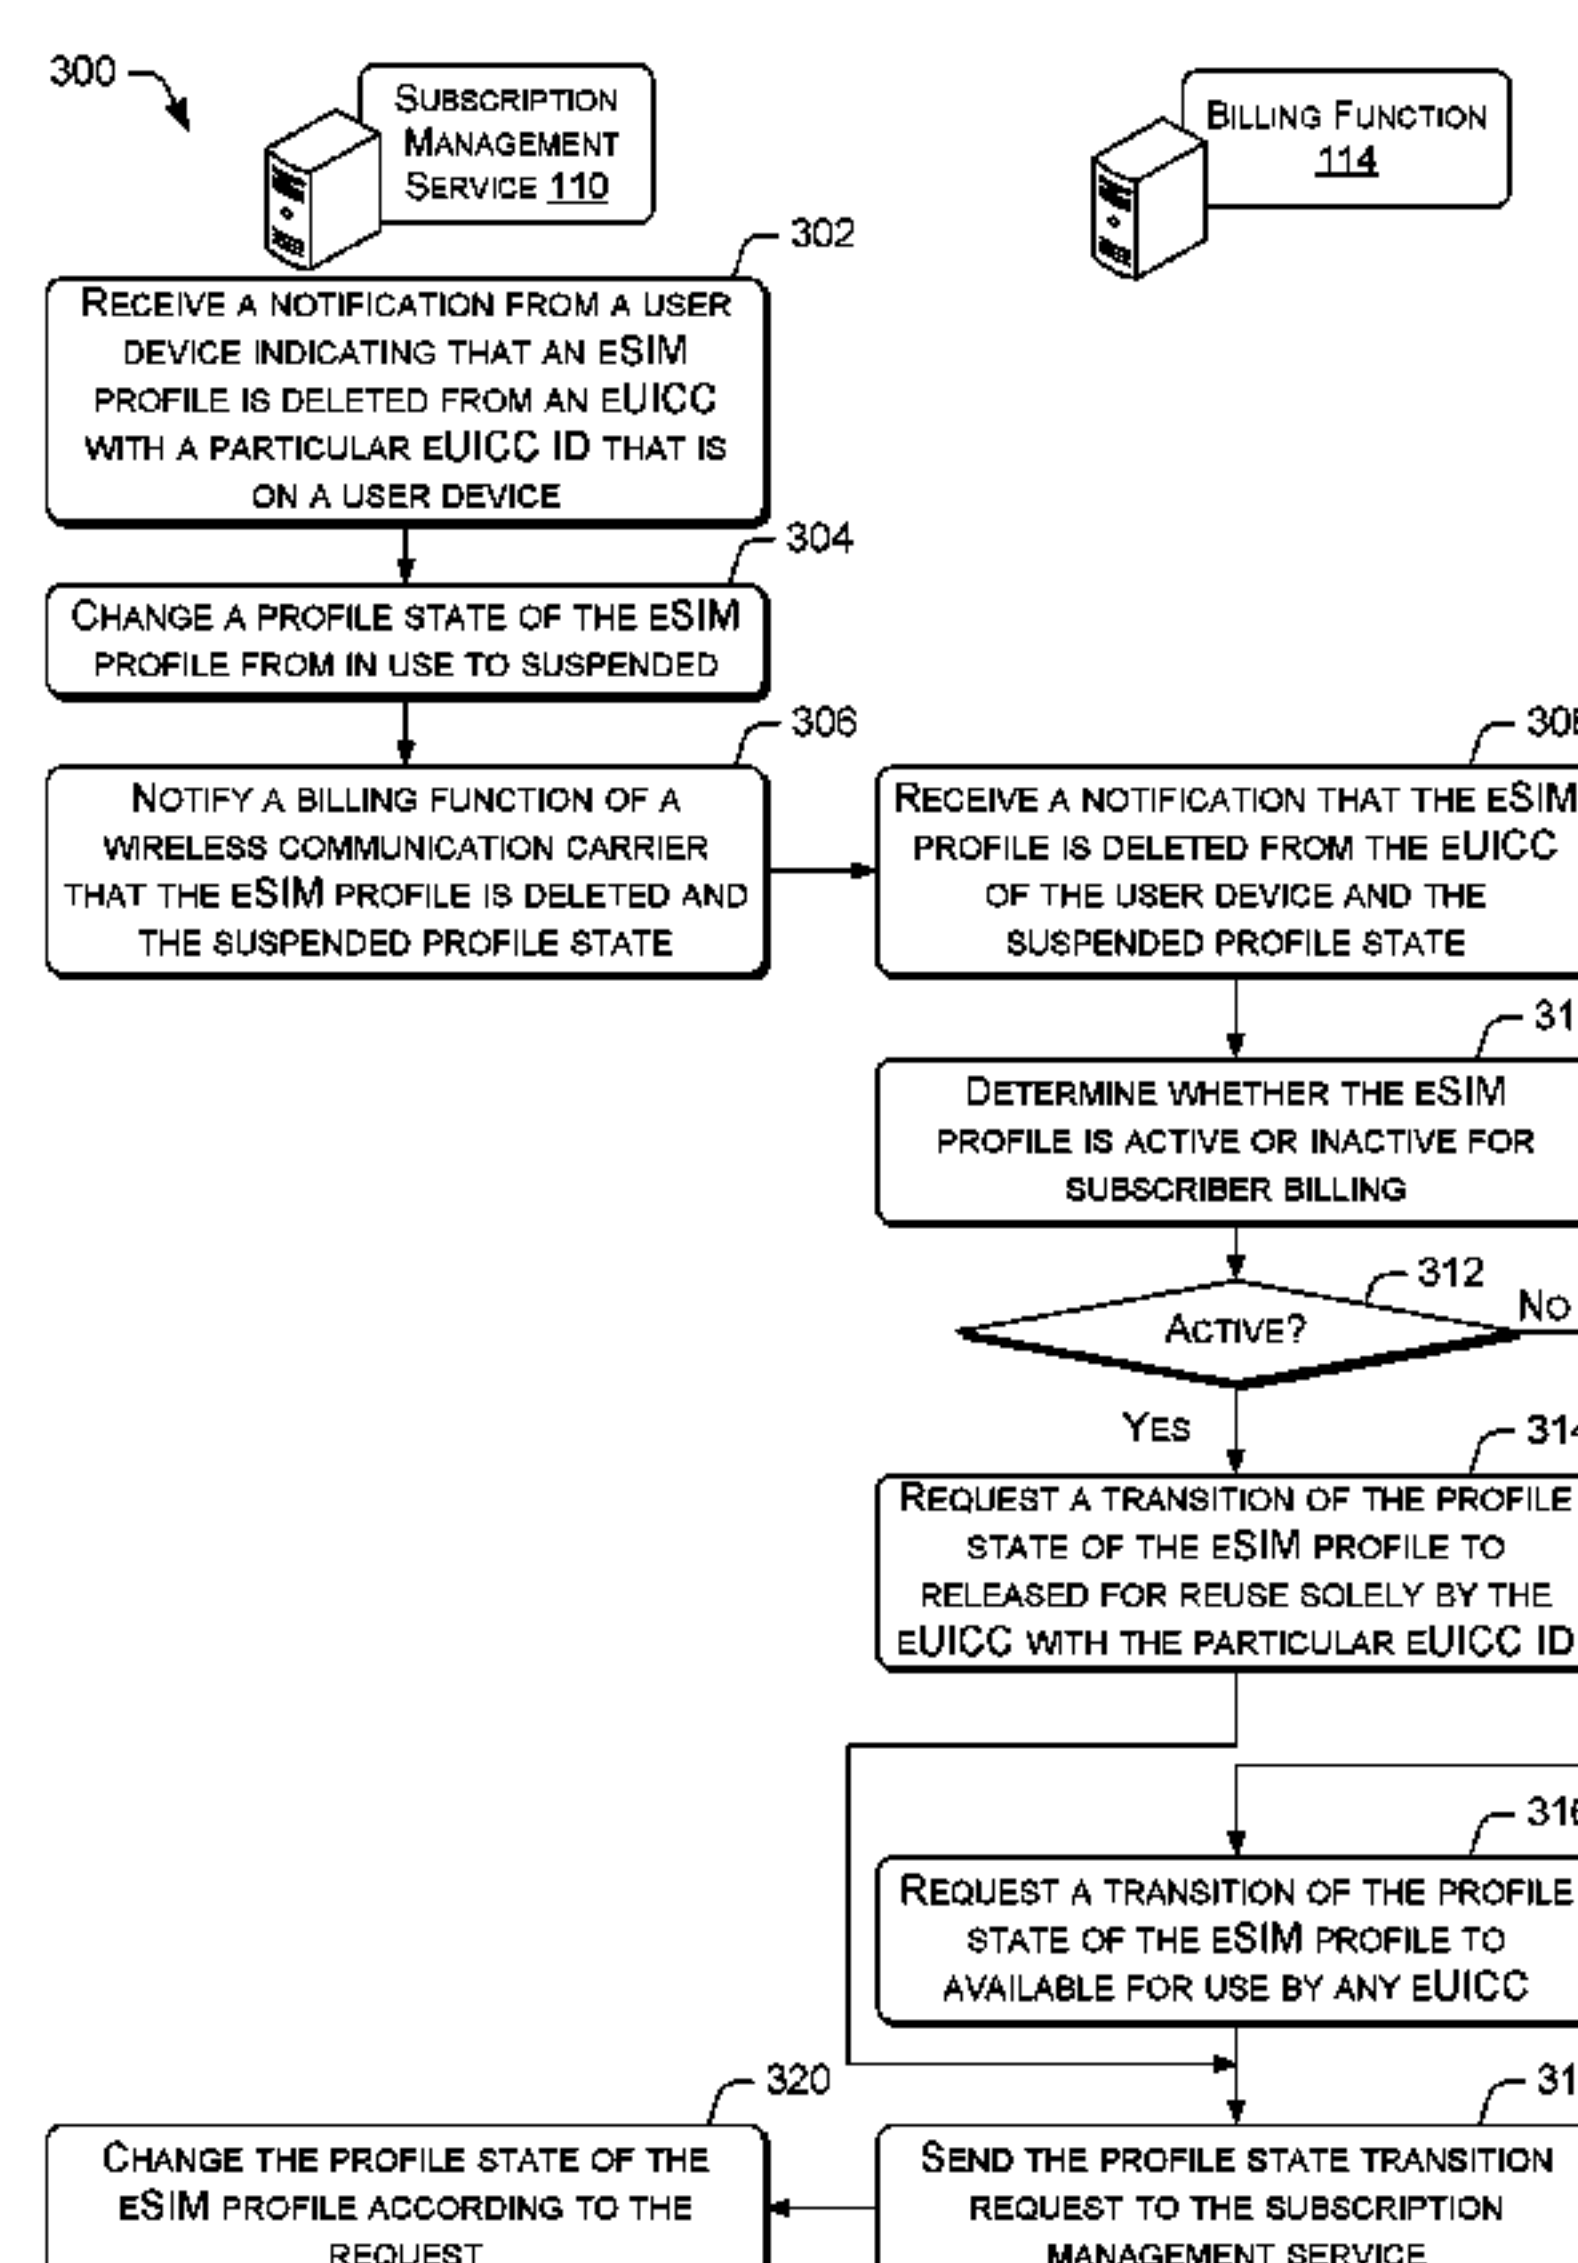 300
SUBSCRIPTION
MANAGEMENT
SERVICE 110
BILLING FUNCTION
114
302
RECEIVE A NOTIFICATION FROM A USER
DEVICE INDICATING THAT AN ESIM
PROFILE IS DELETED FROM AN EUICC
WITH A PARTICULAR EUICC ID THAT IS
ON A USER DEVICE
304
CHANGE A PROFILE STATE OF THE ESIM
PROFILE FROM IN USE TO SUSPENDED
306
NOTIFY A BILLING FUNCTION OF A
WIRELESS COMMUNICATION CARRIER
THAT THE ESIM PROFILE IS DELETED AND
THE SUSPENDED PROFILE STATE
RECEIVE A NOTIFICATION THAT THE ESIM
PROFILE IS DELETED FROM THE EUICC
OF THE USER DEVICE AND THE
SUSPENDED PROFILE STATE
31
DETERMINE WHETHER THE ESIM
PROFILE IS ACTIVE OR INACTIVE FOR
SUBSCRIBER BILLING
312
ACTIVE?
NO
YES
314
REQUEST A TRANSITION OF THE PROFILE
STATE OF THE ESIM PROFILE TO
RELEASED FOR REUSE SOLELY BY THE
EUICC WITH THE PARTICULAR EUICC ID
316
REQUEST A TRANSITION OF THE PROFILE
STATE OF THE ESIM PROFILE TO
AVAILABLE FOR USE BY ANY EUICC
320
CHANGE THE PROFILE STATE OF THE
ESIM PROFILE ACCORDING TO THE
REQUEST
31
SEND THE PROFILE STATE TRANSITION
REQUEST TO THE SUBSCRIPTION
MANAGEMENT SERVICE